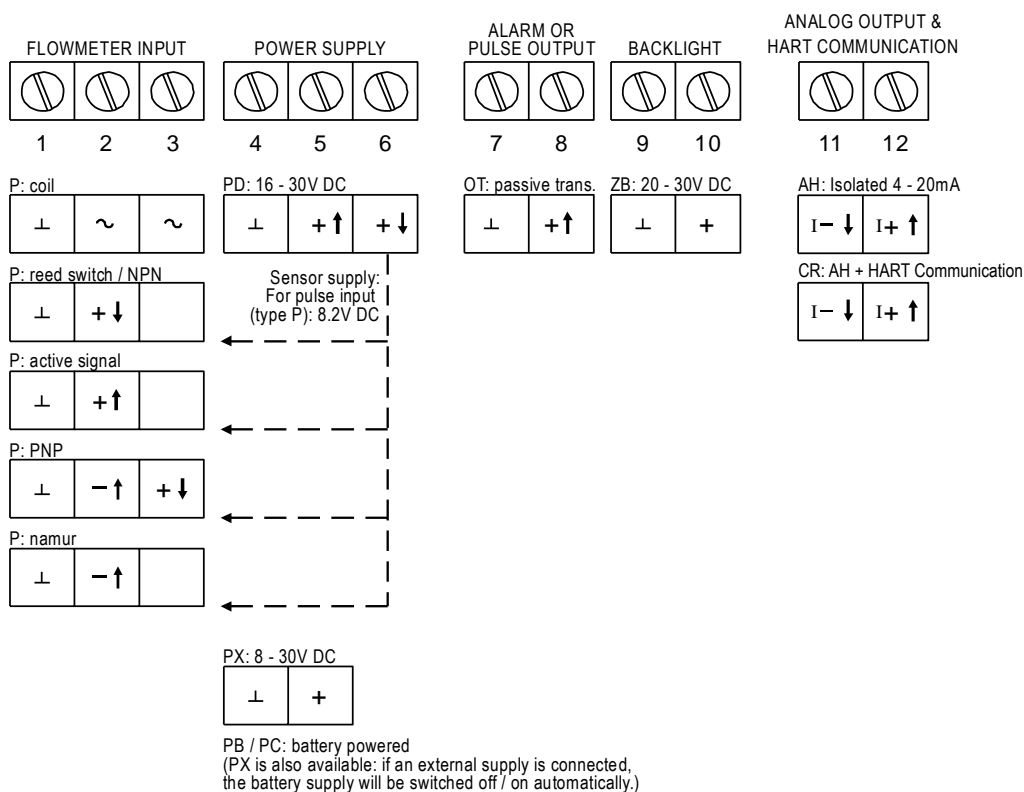 FLOWMETER INPUT
POWER SUPPLY
ALARM OR
PULSE OUTPUT
BACKLIGHT
ANALOG OUTPUT &
HART COMMUNICATION
1 2 3 4 5 6 7 8 9 10 11 12
P: coil
PD: 16 - 30V DC
OT: passive trans.
ZB: 20 - 30V DC
AH: Isolated 4 - 20mA
⊥ ~ ~
⊥ +↑ +↓
⊥ +↑
⊥ +
I− ↓ I+ ↑
P: reed switch / NPN
⊥ +↓
Sensor supply:
For pulse input
(type P): 8.2V DC
CR: AH + HART Communication
I− ↓ I+ ↑
P: active signal
⊥ +↑
P: PNP
⊥ −↑ +↓
P: namur
⊥ −↑
PX: 8 - 30V DC
⊥ +
PB / PC: battery powered
(PX is also available: if an external supply is connected,
the battery supply will be switched off / on automatically.)